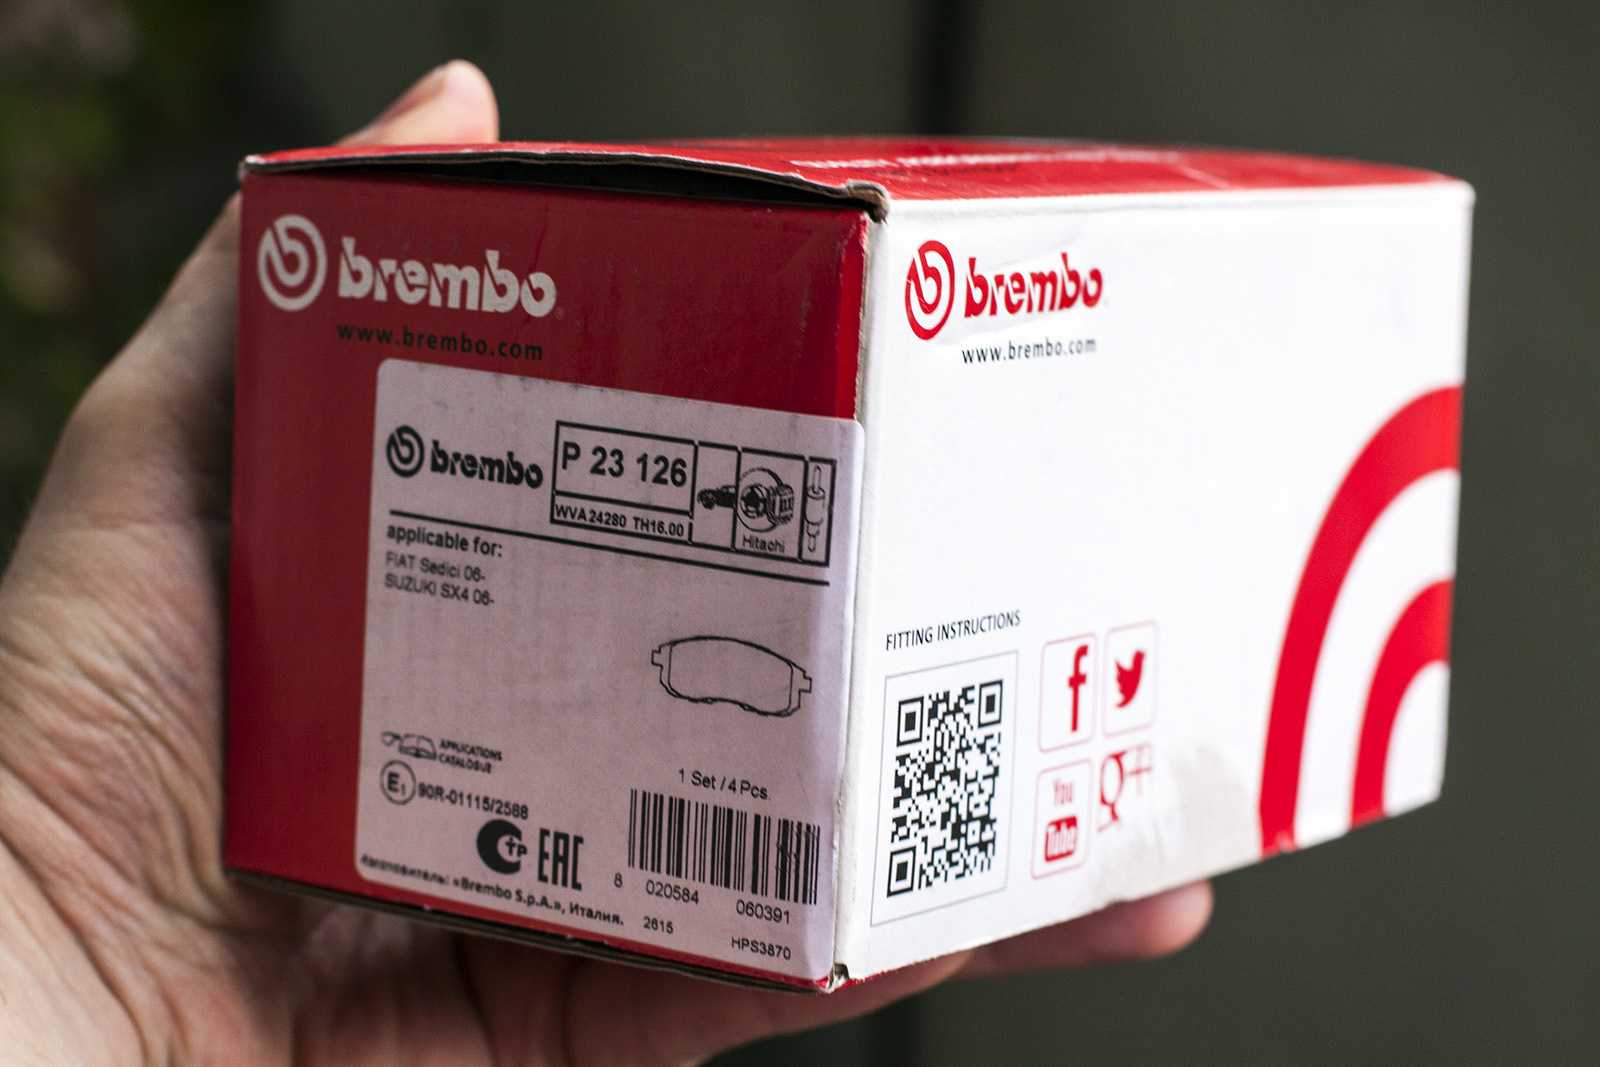 brembo
www.brembo.com
brembo
P 23 126
WVA 24280 TH16.00
Hitachi
applicable for:
FIAT Sedici 06-
SUZUKI SX4 06-
APPLICATIONS
CATALOGUE
1 Set / 4 Pcs.
E1 90R-01115/2588
EAC
8 020584 060391
Изготовитель: «Brembo S.p.A.», Италия.
2615
HPS3870
brembo
www.brembo.com
FITTING INSTRUCTIONS
f
You
Tube
g+